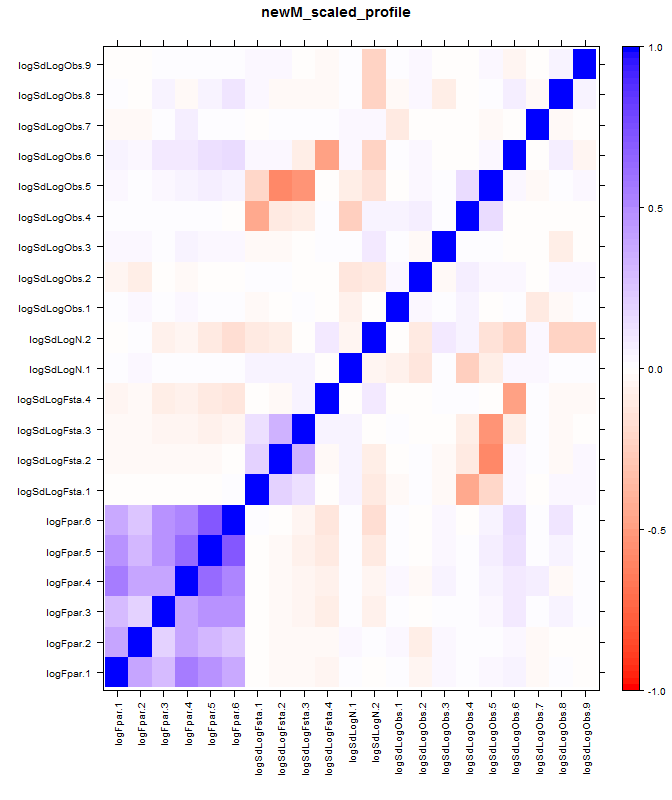 newM_scaled_profile
logSdLogObs.9
logSdLogObs.8
logSdLogObs.7
logSdLogObs.6
logSdLogObs.5
logSdLogObs.4
logSdLogObs.3
logSdLogObs.2
logSdLogObs.1
logSdLogN.2
logSdLogN.1
logSdLogFsta.4
logSdLogFsta.3
logSdLogFsta.2
logSdLogFsta.1
logFpar.6
logFpar.5
logFpar.4
logFpar.3
logFpar.2
logFpar.1
logFpar.1
logFpar.2
logFpar.3
logFpar.4
logFpar.5
logFpar.6
logSdLogFsta.1
logSdLogFsta.2
logSdLogFsta.3
logSdLogFsta.4
logSdLogN.1
logSdLogN.2
logSdLogObs.1
logSdLogObs.2
logSdLogObs.3
logSdLogObs.4
logSdLogObs.5
logSdLogObs.6
logSdLogObs.7
logSdLogObs.8
logSdLogObs.9
1.0
0.5
0.0
-0.5
-1.0